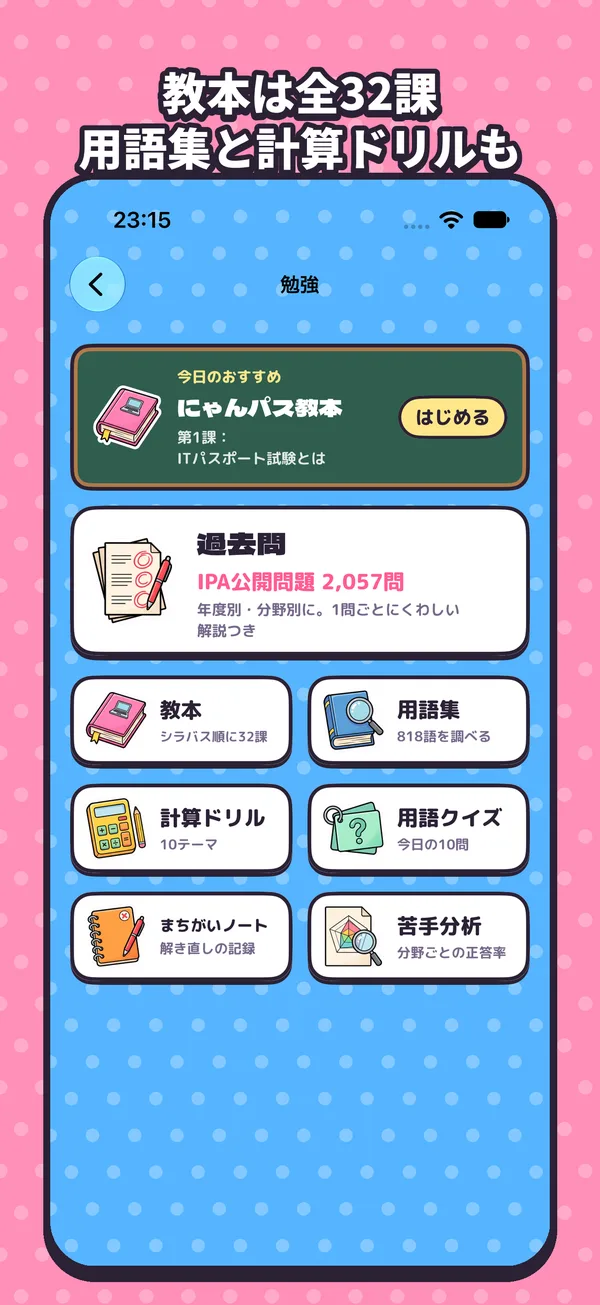 教本は全32課
用語集と計算ドリルも
23:15
勉強
今日のおすすめ
にゃんパス教本
第1課：
ITパスポート試験とは
はじめる
過去問
IPA公開問題 2,057問
年度別・分野別に。1問ごとにくわしい
解説つき
教本
シラバス順に32課
用語集
818語を調べる
計算ドリル
10テーマ
用語クイズ
今日の10問
まちがいノート
解き直しの記録
苦手分析
分野ごとの正答率